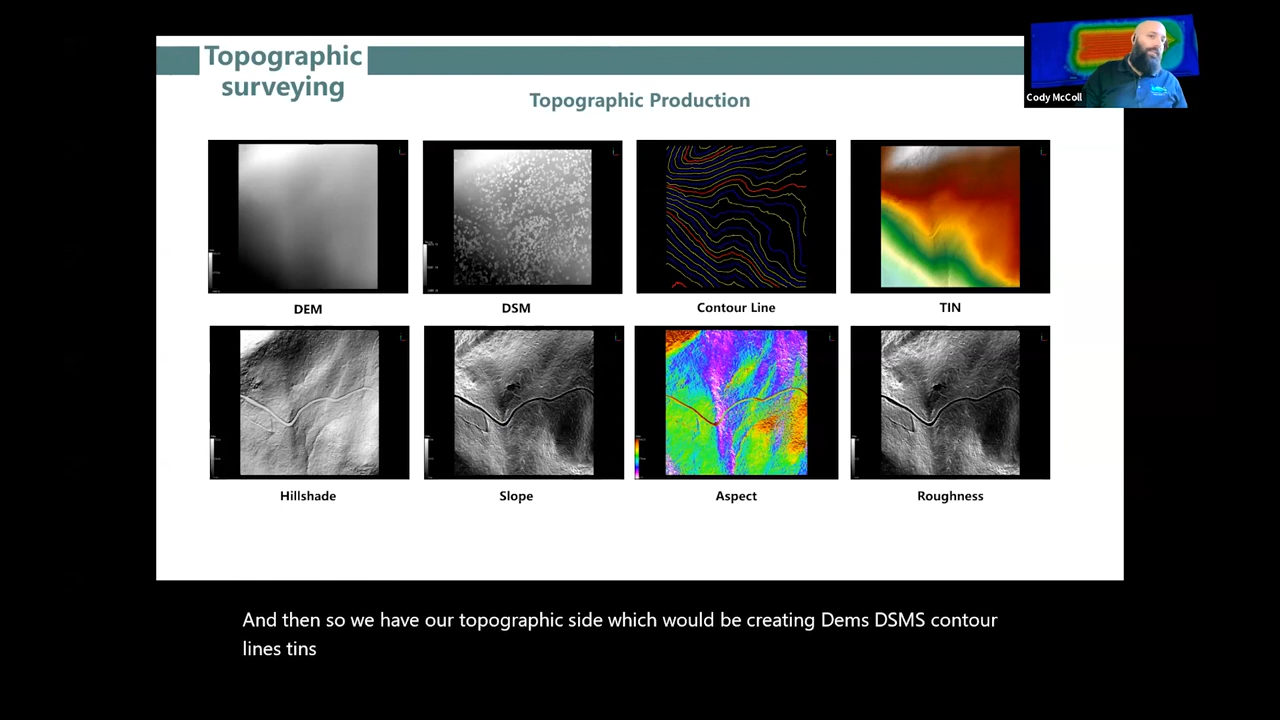 Topographic
surveying
Topographic Production
Cody McColl
DEM
DSM
Contour Line
TIN
Hillshade
Slope
Aspect
Roughness
And then so we have our topographic side which would be creating Dems DSMS contour
lines tins